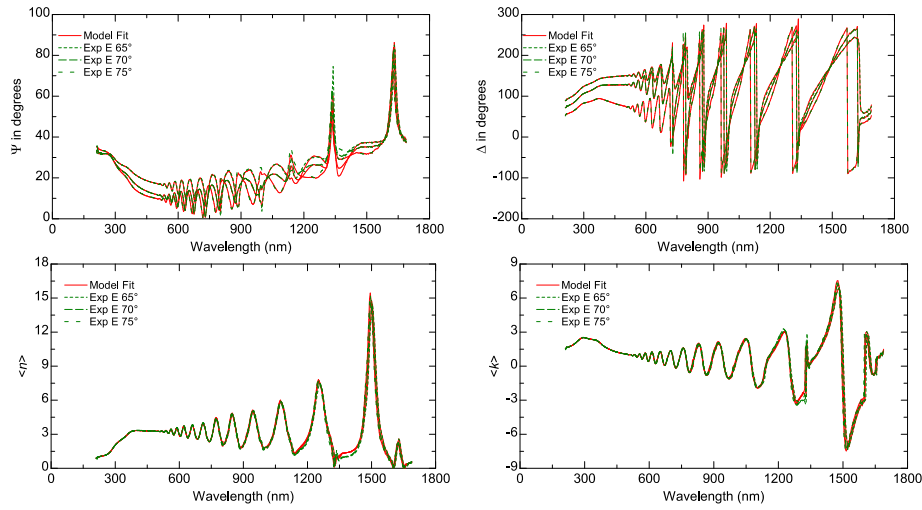 100
80
60
40
20
0
Ψ in degrees
Model Fit
Exp E 65°
Exp E 70°
Exp E 75°
0 300 600 900 1200 1500 1800
Wavelength (nm)
300
200
100
0
-100
-200
Δ in degrees
Model Fit
Exp E 65°
Exp E 70°
Exp E 75°
0 300 600 900 1200 1500 1800
Wavelength (nm)
18
15
12
9
6
3
0
<n>
Model Fit
Exp E 65°
Exp E 70°
Exp E 75°
0 300 600 900 1200 1500 1800
Wavelength (nm)
9
6
3
0
-3
-6
-9
<k>
Model Fit
Exp E 65°
Exp E 70°
Exp E 75°
0 300 600 900 1200 1500 1800
Wavelength (nm)